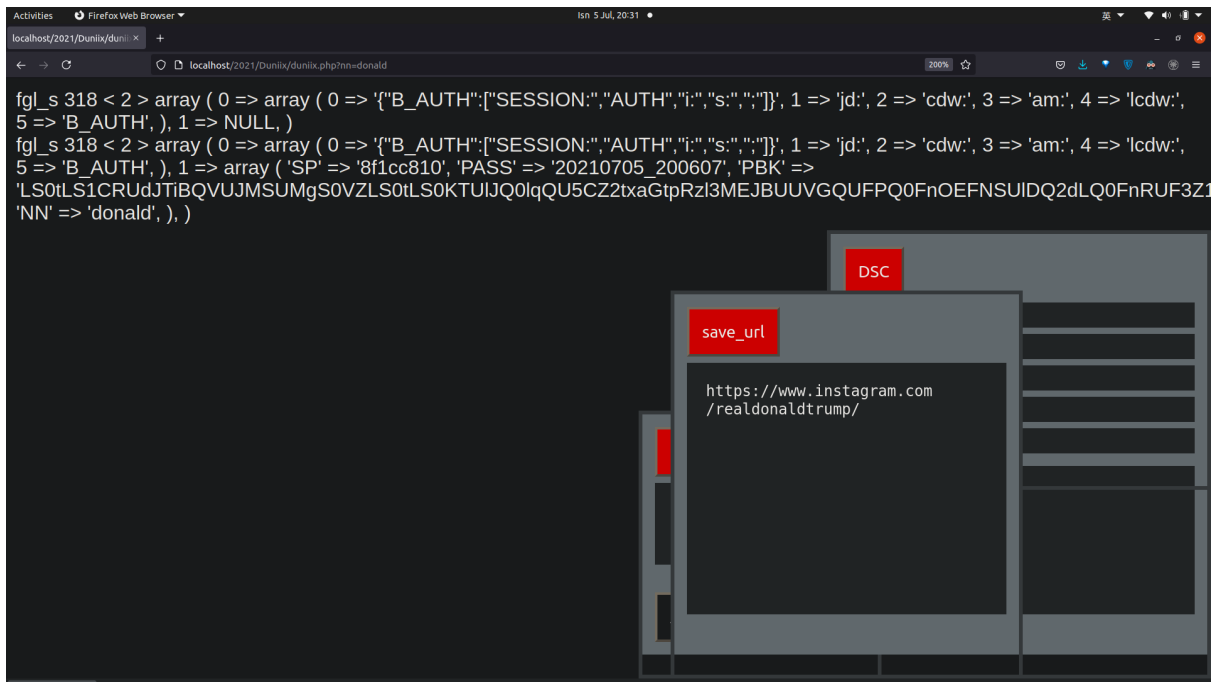 Activities Firefox Web Browser Isn 5 Jul, 20:31 英
localhost/2021/Duniix/duniix
localhost/2021/Duniix/duniix.php?nn=donald 200%
fgl_s 318 < 2 > array ( 0 => array ( 0 => '{"B_AUTH":["SESSION:","AUTH","i:","s:",";"]}', 1 => 'jd:', 2 => 'cdw:', 3 => 'am:', 4 => 'lcdw:',
5 => 'B_AUTH', ), 1 => NULL, )
fgl_s 318 < 2 > array ( 0 => array ( 0 => '{"B_AUTH":["SESSION:","AUTH","i:","s:",";"]}', 1 => 'jd:', 2 => 'cdw:', 3 => 'am:', 4 => 'lcdw:',
5 => 'B_AUTH', ), 1 => array ( 'SP' => '8f1cc810', 'PASS' => '20210705_200607', 'PBK' =>
'LS0tLS1CRUdJTiBQVUJMSUMgS0VZLS0tLS0KTUlJQ0lqQU5CZ2txaGtpRzl3MEJBUUVGQUFPQ0FnOEFNSUlDQ2dLQ0FnRUF3Z1
'NN' => 'donald', ), )
DSC
save_url
https://www.instagram.com
/realdonaldtrump/